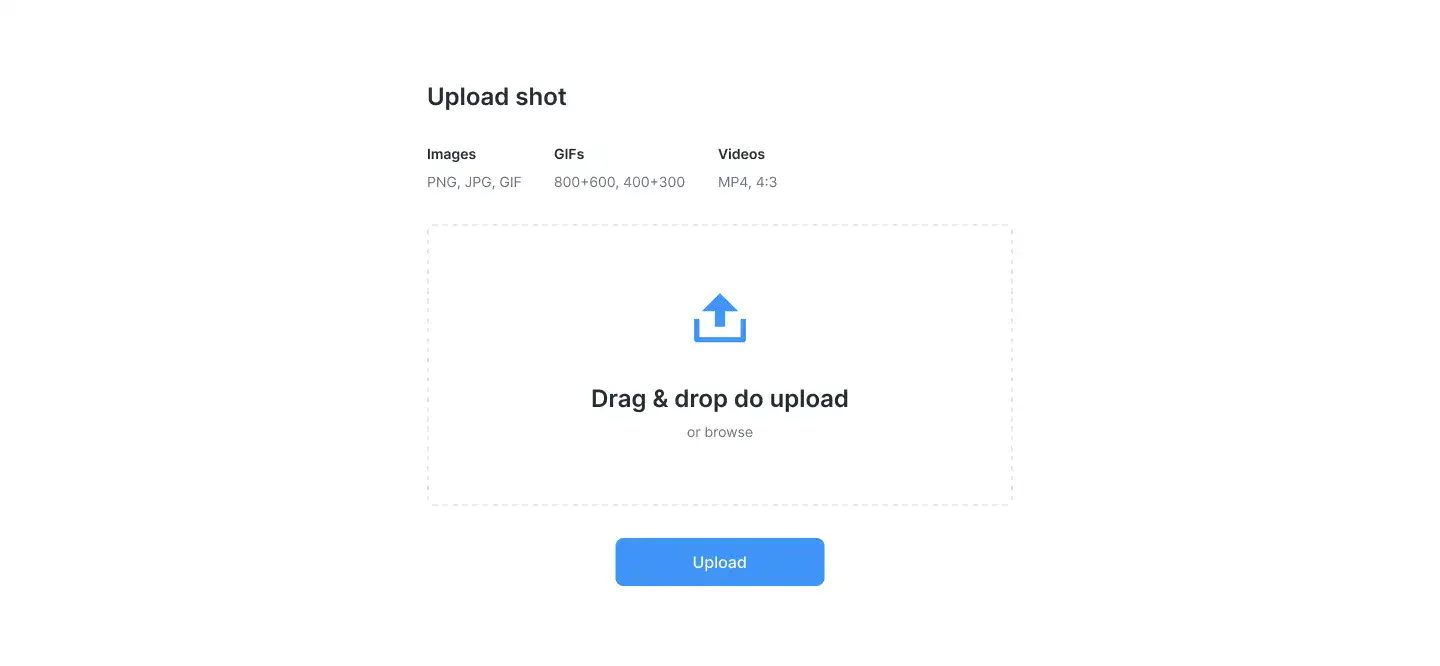 Upload shot
Images GIFs Videos
PNG, JPG, GIF 800+600, 400+300 MP4, 4:3
Drag & drop do upload
or browse
Upload